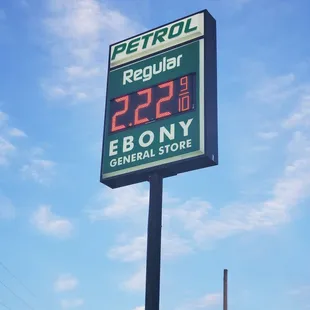 PETROL
Regular
2.22 9/10
EBONY
GENERAL STORE